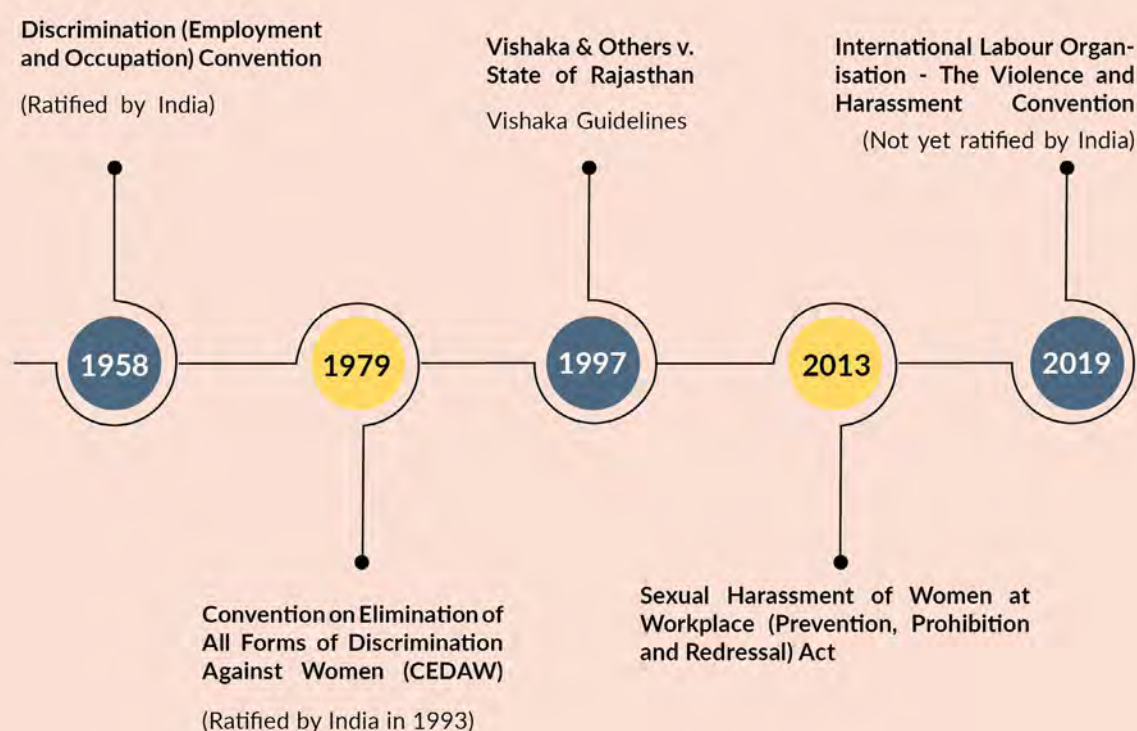 Discrimination (Employment
and Occupation) Convention
(Ratified by India)
Vishaka & Others v.
State of Rajasthan
Vishaka Guidelines
International Labour Organ-
isation - The Violence and
Harassment Convention
(Not yet ratified by India)
1958
1979
1997
2013
2019
Convention on Elimination of
All Forms of Discrimination
Against Women (CEDAW)
(Ratified by India in 1993)
Sexual Harassment of Women at
Workplace (Prevention, Prohibition
and Redressal) Act